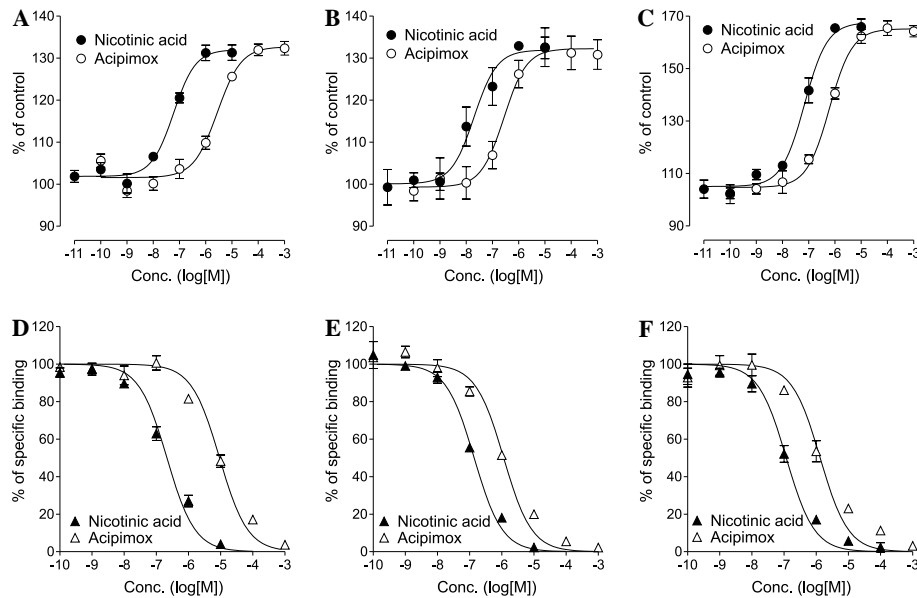 A
B
C
Nicotinic acid
Acipimox
Nicotinic acid
Acipimox
Nicotinic acid
Acipimox
% of control
140
130
120
110
100
90
% of control
140
130
120
110
100
90
% of control
170
150
130
110
90
-11 -10 -9 -8 -7 -6 -5 -4 -3
-11 -10 -9 -8 -7 -6 -5 -4 -3
-11 -10 -9 -8 -7 -6 -5 -4 -3
Conc. (log[M])
Conc. (log[M])
Conc. (log[M])
D
E
F
% of specific binding
120
100
80
60
40
20
0
% of specific binding
120
100
80
60
40
20
0
% of specific binding
120
100
80
60
40
20
0
Nicotinic acid
Acipimox
Nicotinic acid
Acipimox
Nicotinic acid
Acipimox
-10 -9 -8 -7 -6 -5 -4 -3
-10 -9 -8 -7 -6 -5 -4 -3
-10 -9 -8 -7 -6 -5 -4 -3
Conc. (log[M])
Conc. (log[M])
Conc. (log[M])